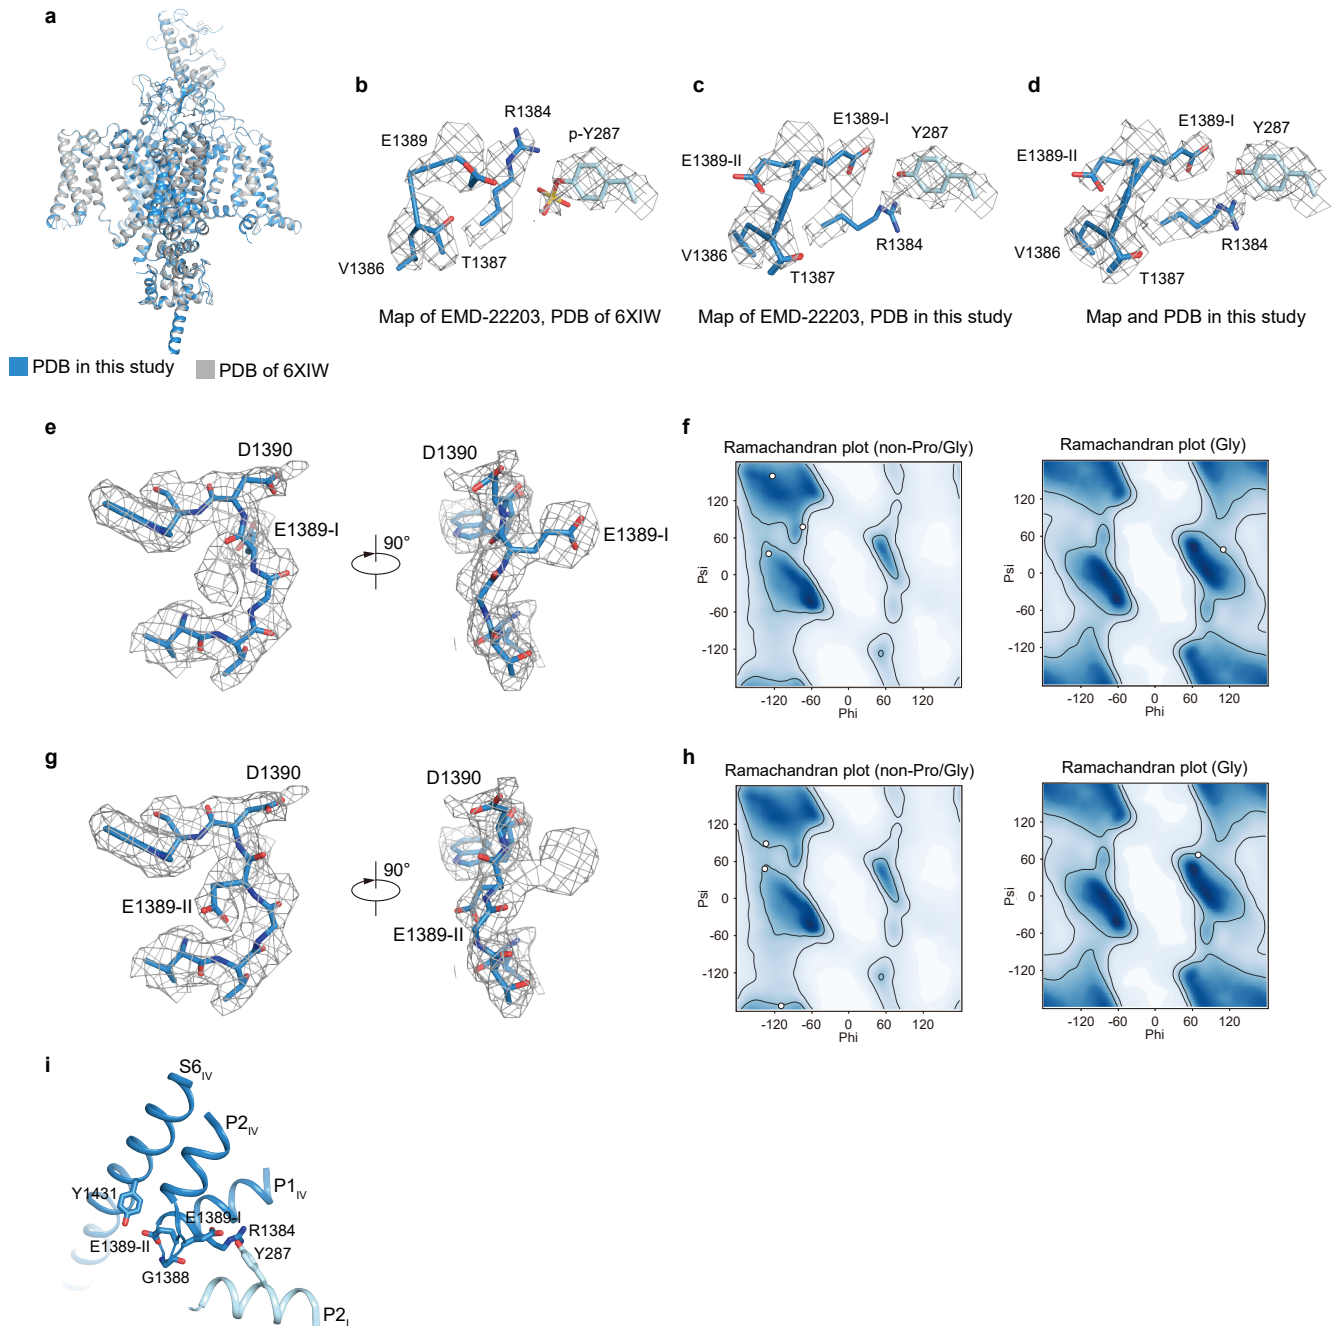 a
PDB in this study
PDB of 6XIW
b
R1384
E1389
p-Y287
V1386
T1387
Map of EMD-22203, PDB of 6XIW
c
E1389-I
Y287
E1389-II
R1384
V1386
T1387
Map of EMD-22203, PDB in this study
d
E1389-I
Y287
E1389-II
R1384
V1386
T1387
Map and PDB in this study
e
D1390
E1389-I
90°
D1390
E1389-I
f
Ramachandran plot (non-Pro/Gly)
120
60
0
-60
-120
Psi
-120 -60 0 60 120
Phi
Ramachandran plot (Gly)
120
60
0
-60
-120
Psi
-120 -60 0 60 120
Phi
g
D1390
E1389-II
90°
D1390
E1389-II
h
Ramachandran plot (non-Pro/Gly)
120
60
0
-60
-120
Psi
-120 -60 0 60 120
Phi
Ramachandran plot (Gly)
120
60
0
-60
-120
Psi
-120 -60 0 60 120
Phi
i
S6IV
P2IV
P1IV
Y1431
E1389-I
R1384
E1389-II
Y287
G1388
P2I